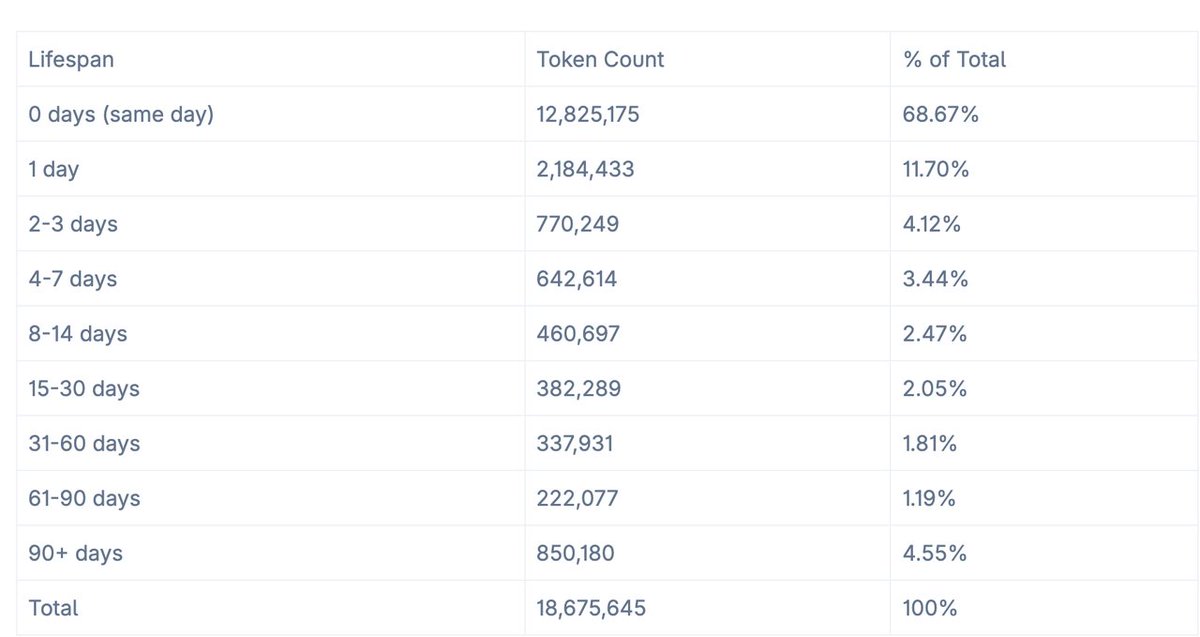 Lifespan Token Count % of Total
0 days (same day) 12,825,175 68.67%
1 day 2,184,433 11.70%
2-3 days 770,249 4.12%
4-7 days 642,614 3.44%
8-14 days 460,697 2.47%
15-30 days 382,289 2.05%
31-60 days 337,931 1.81%
61-90 days 222,077 1.19%
90+ days 850,180 4.55%
Total 18,675,645 100%